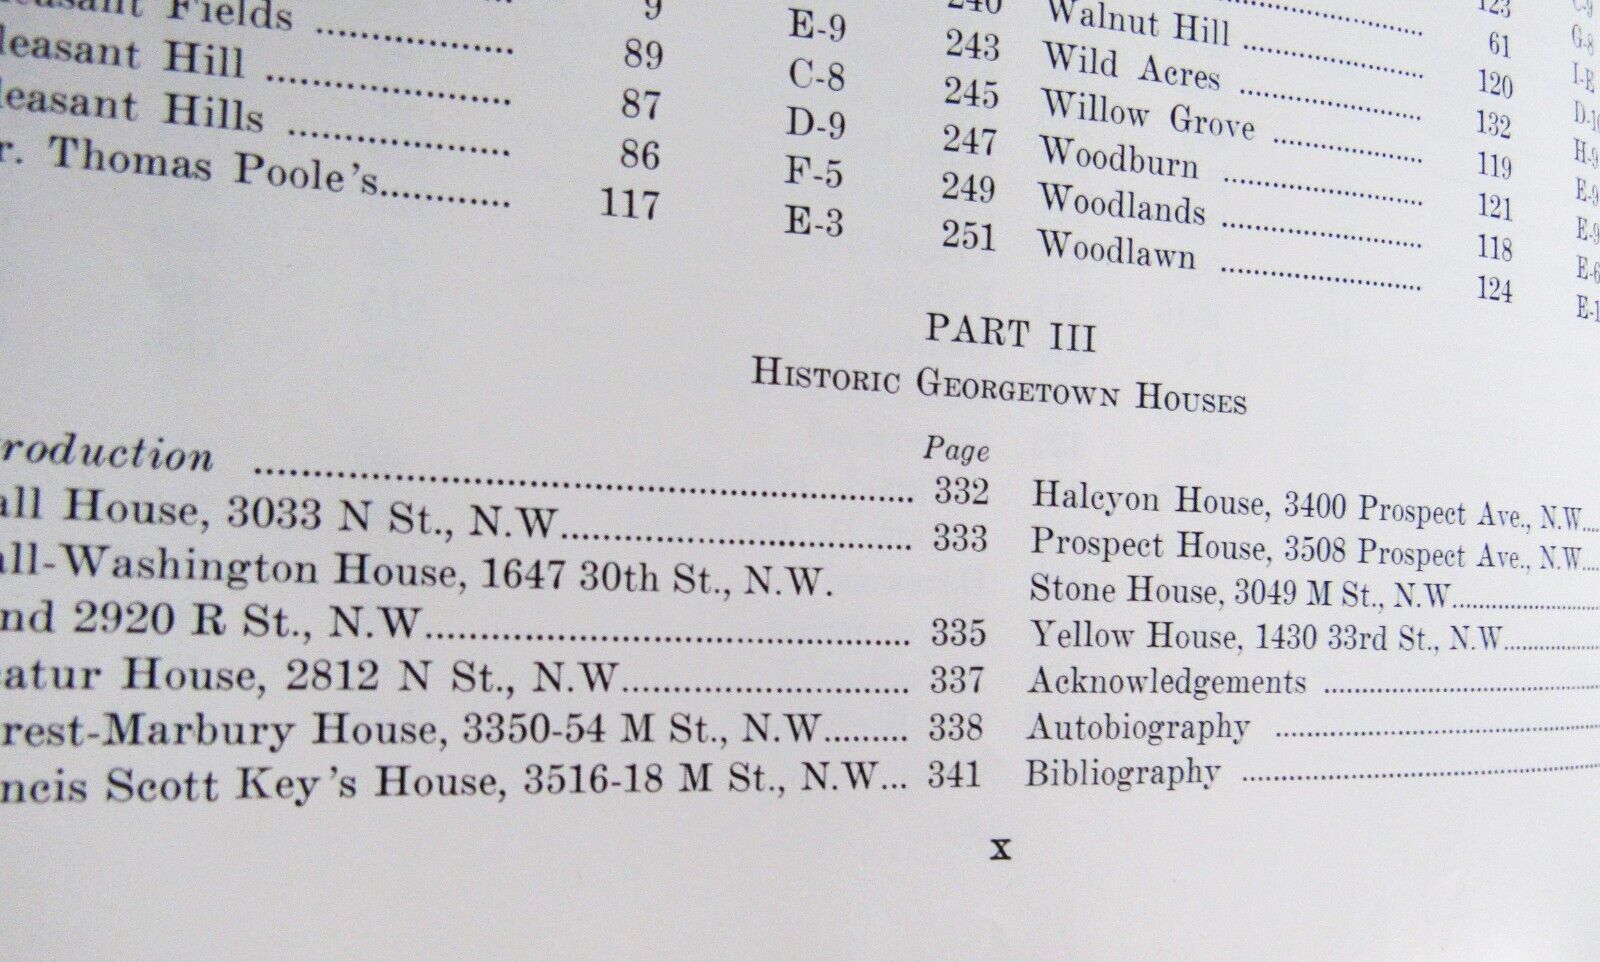 9 E-9 243
Fields .................... 89 C-8 245
Hill .................... 87 D-9 247
Hills .................... 86 F-5 249
Thomas Poole's............ 117 E-3 251
123
61
Walnut Hill .................... 120
Wild Acres .................... 132 H-9
Willow Grove .................... 119 E-9
Woodburn .................... 121 E-9
Woodlands .................... 118 E-6
Woodlawn .................... 124
PART III
Historic Georgetown Houses
Page
roduction .................... 332
all House, 3033 N St., N.W.................... 333
all-Washington House, 1647 30th St., N.W.
nd 2920 R St., N.W.................... 335
atur House, 2812 N St., N.W.................... 337
rest-Marbury House, 3350-54 M St., N.W......... 338
ncis Scott Key's House, 3516-18 M St., N.W... 341
Halcyon House, 3400 Prospect Ave., N.W....
Prospect House, 3508 Prospect Ave., N.W....
Stone House, 3049 M St., N.W....................
Yellow House, 1430 33rd St., N.W....................
Acknowledgements ....................
Autobiography ....................
Bibliography ....................
x